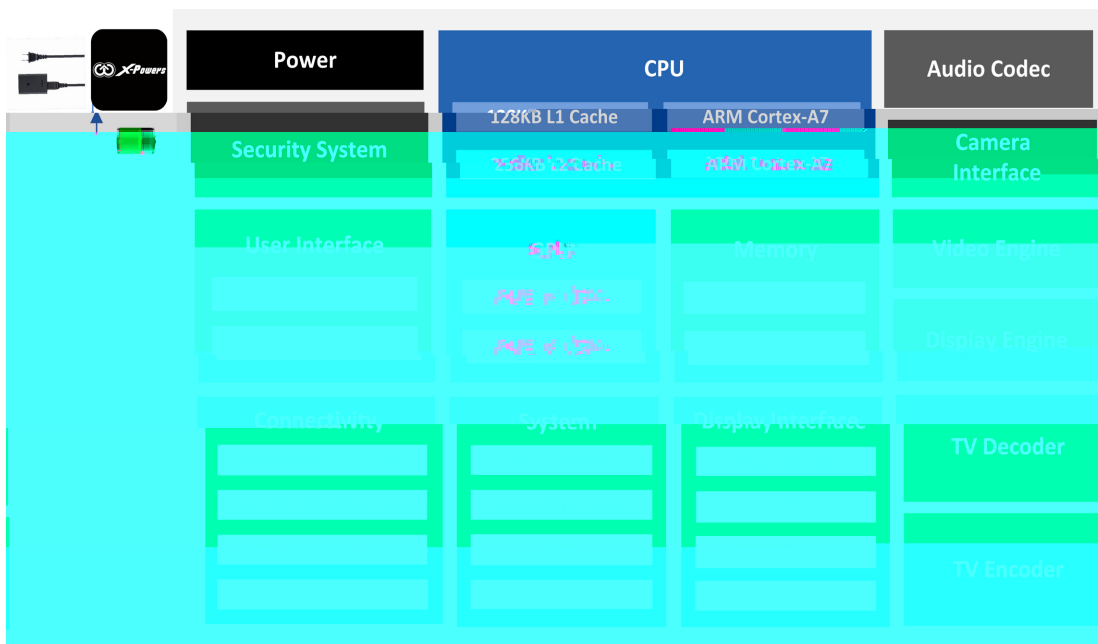 X-Powers
Power
CPU
Audio Codec
128KB L1 Cache
ARM Cortex-A7
Security System
256KB L2 Cache
ARM Cortex-A7
Camera
Interface
User Interface
Memory
Video Engine
Display Engine
Connectivity
System
Display Interface
TV Decoder
TV Encoder